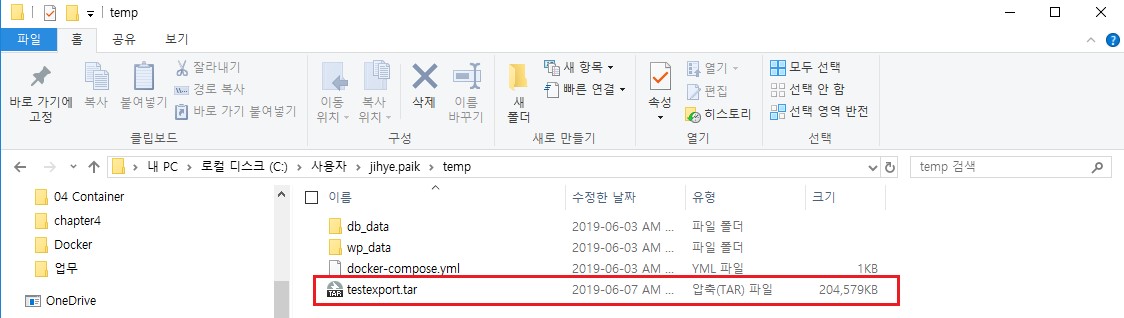 temp
파일 홈 공유 보기
바로 가기에 고정
복사
붙여넣기
잘라내기
경로 복사
바로 가기 붙여넣기
클립보드
이동 위치
복사 위치
삭제
이름 바꾸기
구성
새 폴더
새 항목
빠른 연결
새로 만들기
속성
열기
편집
히스토리
열기
모두 선택
선택 안 함
선택 영역 반전
선택
내 PC > 로컬 디스크 (C:) > 사용자 > jihye.paik > temp
temp 검색
04 Container
chapter4
Docker
업무
OneDrive
이름 수정한 날짜 유형 크기
db_data 2019-06-03 AM ... 파일 폴더
wp_data 2019-06-03 AM ... 파일 폴더
docker-compose.yml 2019-06-03 AM ... YML 파일 1KB
TAR testexport.tar 2019-06-07 AM ... 압축(TAR) 파일 204,579KB